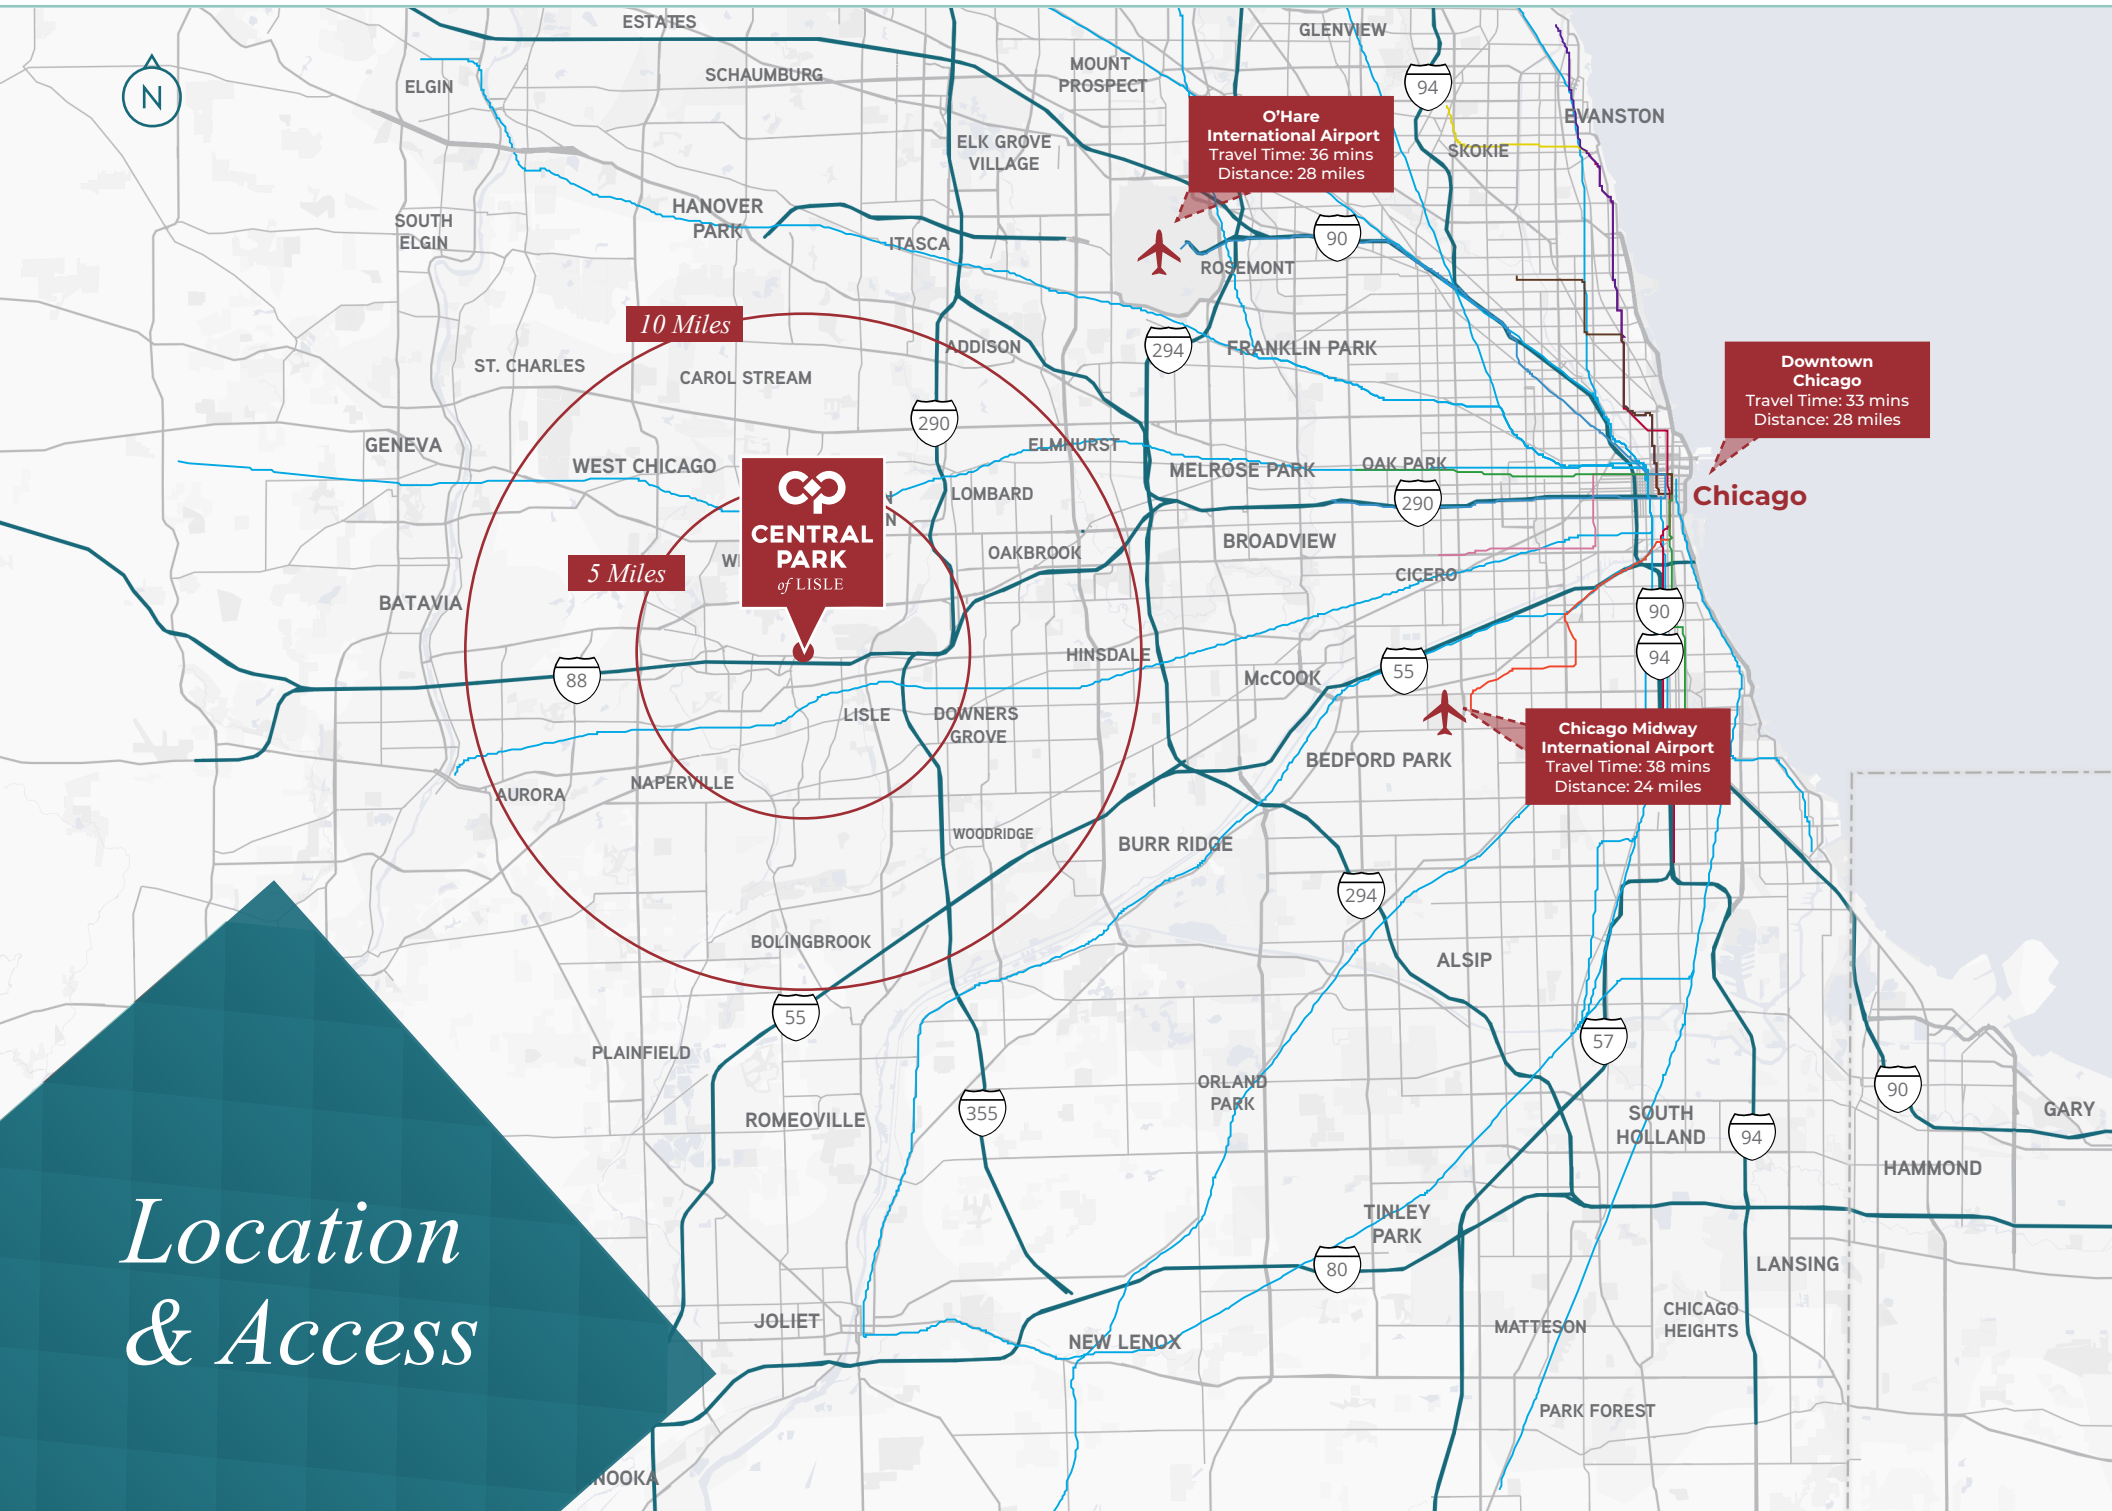 ESTATES
GLENVIEW
N
ELGIN
SCHAUMBURG
MOUNT
PROSPECT
94
EVANSTON
SKOKIE
O'Hare
International Airport
Travel Time: 36 mins
Distance: 28 miles
ELK GROVE
VILLAGE
SOUTH
ELGIN
HANOVER
PARK
ITASCA
90
ROSEMONT
10 Miles
ADDISON
294
FRANKLIN PARK
ST. CHARLES
CAROL STREAM
Downtown
Chicago
Travel Time: 33 mins
Distance: 28 miles
290
GENEVA
WEST CHICAGO
ELMHURST
MELROSE PARK
OAK PARK
LOMBARD
290
Chicago
CENTRAL
PARK
of LISLE
N
N
WH
OAKBROOK
BROADVIEW
CICERO
5 Miles
BATAVIA
90
94
HINSDALE
88
McCOOK
55
LISLE
DOWNERS
GROVE
Chicago Midway
International Airport
Travel Time: 38 mins
Distance: 24 miles
BEDFORD PARK
NAPERVILLE
AURORA
WOODRIDGE
BURR RIDGE
294
BOLINGBROOK
ALSIP
55
57
PLAINFIELD
ORLAND
PARK
90
GARY
355
ROMEOVILLE
SOUTH
HOLLAND
94
HAMMOND
Location
& Access
TINLEY
PARK
80
LANSING
JOLIET
NEW LENOX
MATTESON
CHICAGO
HEIGHTS
PARK FOREST
NOOKA